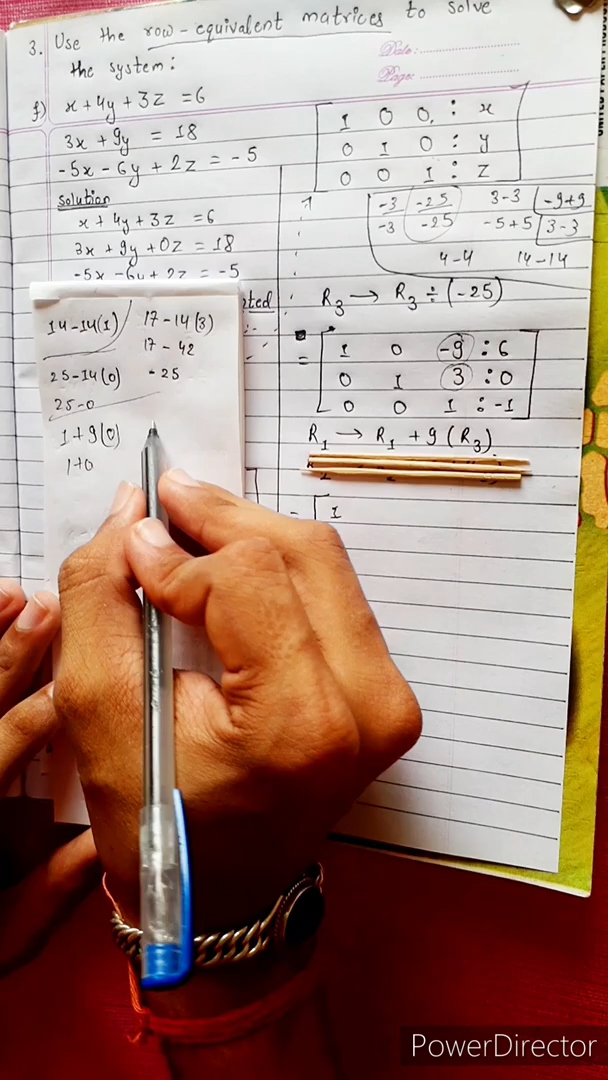 3. Use the row-equivalent matrices to solve
the system:
Date:
Page:
f) x + 4y + 3z = 6
3x + 9y = 18
-5x - 6y + 2z = -5
Solution
x + 4y + 3z = 6
3x + 9y + 0z = 18
-5x - 6y + 2z = -5
14-14(1)
25-14(0)
25-0
1+9(0)
1+0
17-14(3)
17-42
-25
1 0 0 : x
0 1 0 : y
0 0 1 : z
-3 -25 3-3 -9+9
-3 -25 -5+5 3-3
4-4 14-14
R3 → R3 ÷ (-25)
= [ 1 0 -9 : 6
0 1 3 : 0
0 0 1 : -1 ]
R1 → R1 + 9(R3)
= [ 1
PowerDirector